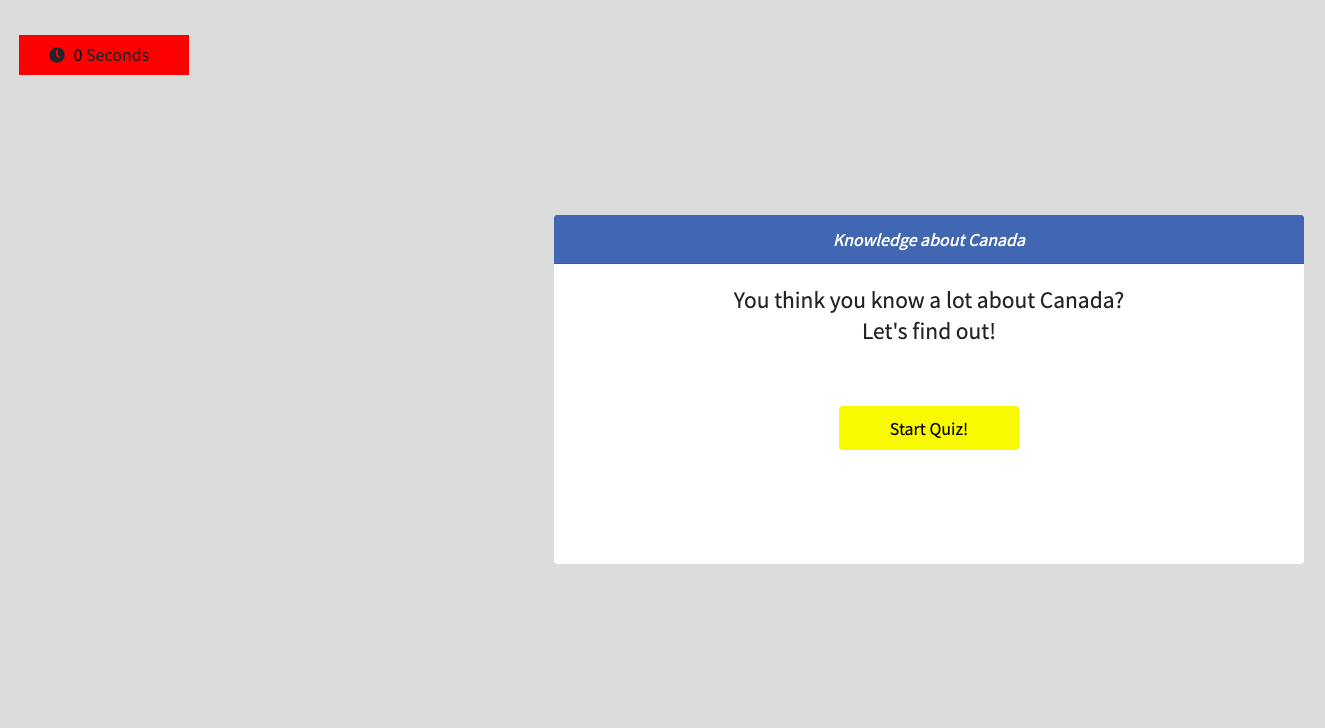 0 Seconds
Knowledge about Canada
You think you know a lot about Canada?
Let's find out!
Start Quiz!